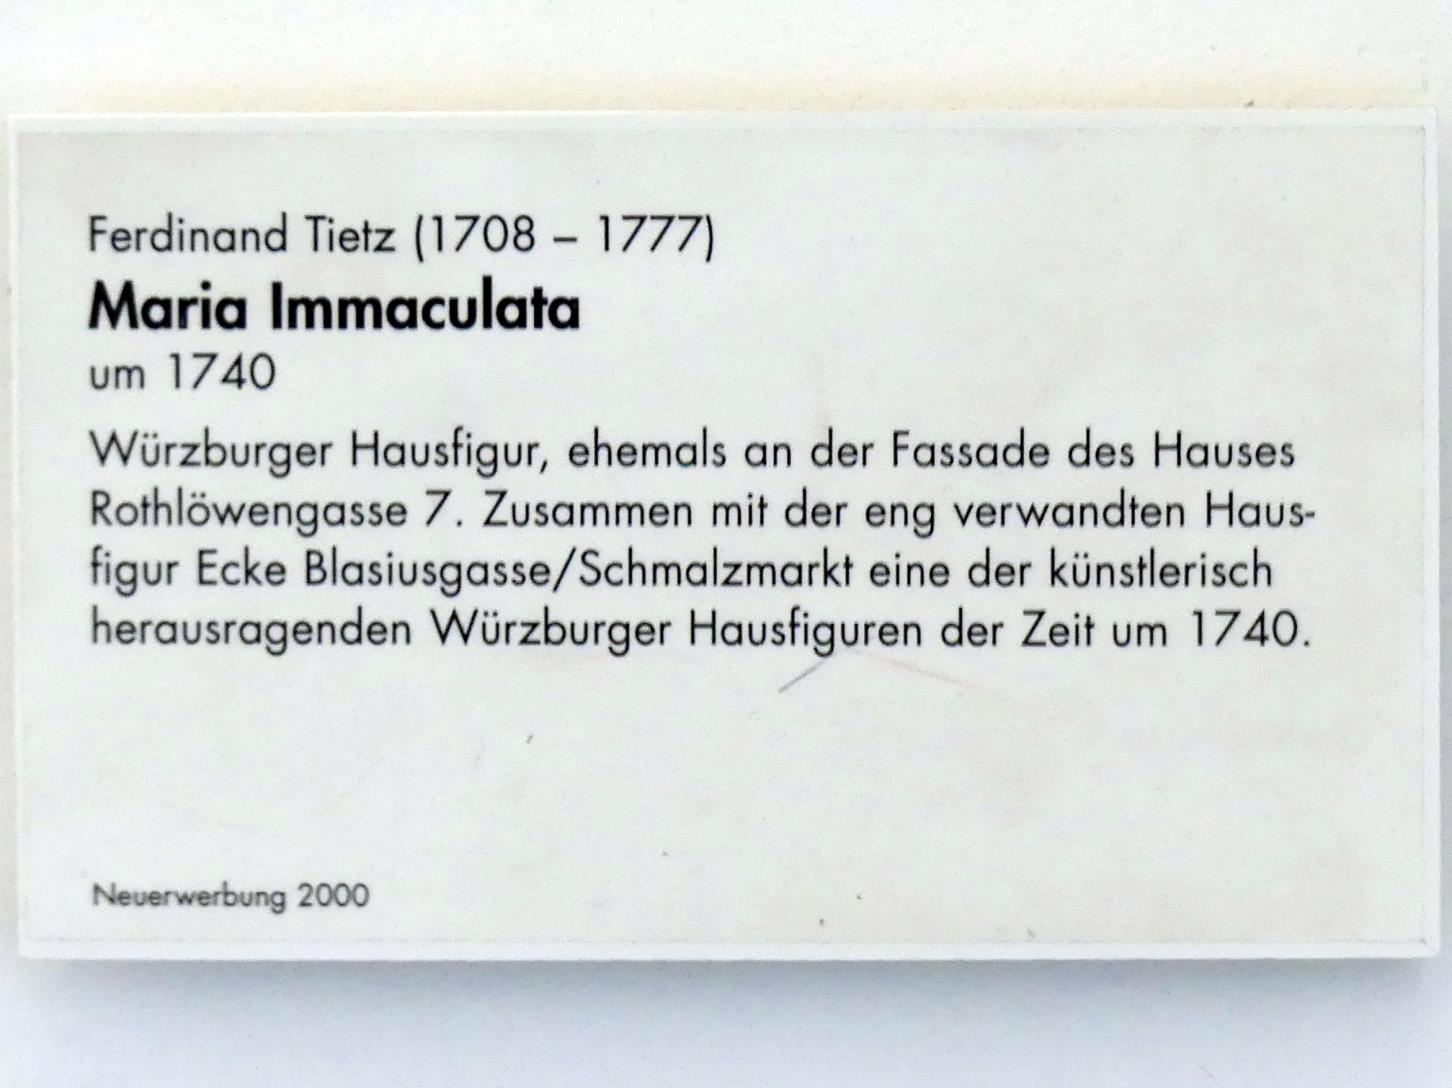 Ferdinand Tietz (1708 – 1777)
Maria Immaculata
um 1740
Würzburger Hausfigur, ehemals an der Fassade des Hauses
Rothlöwengasse 7. Zusammen mit der eng verwandten Haus-
figur Ecke Blasiusgasse/Schmalzmarkt eine der künstlerisch
herausragenden Würzburger Hausfiguren der Zeit um 1740.
Neuerwerbung 2000